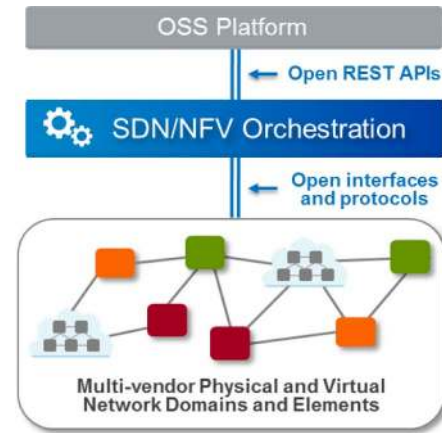 OSS Platform
Open REST APIs
SDN/NFV Orchestration
Open interfaces
and protocols
Multi-vendor Physical and Virtual
Network Domains and Elements